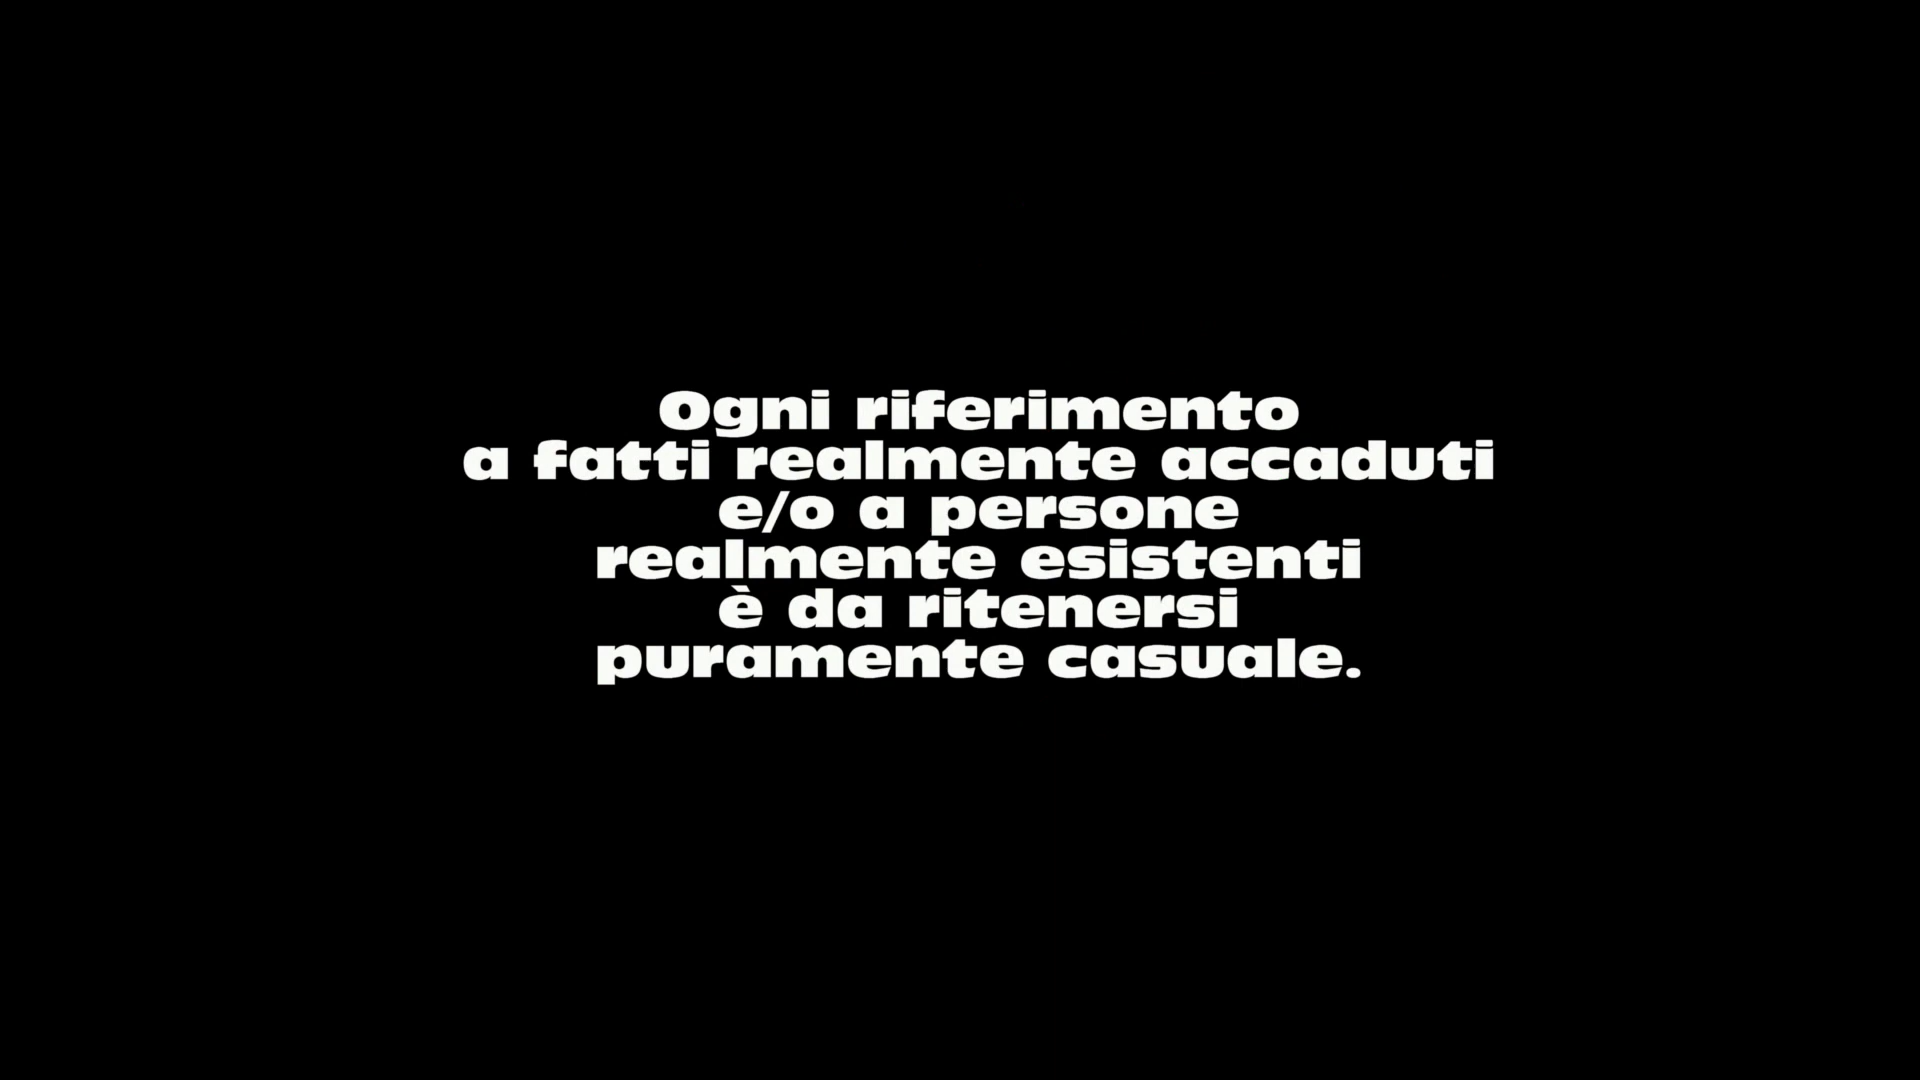 Ogni riferimento
a fatti realmente accaduti
e/o a persone
realmente esistenti
è da ritenersi
puramente casuale.